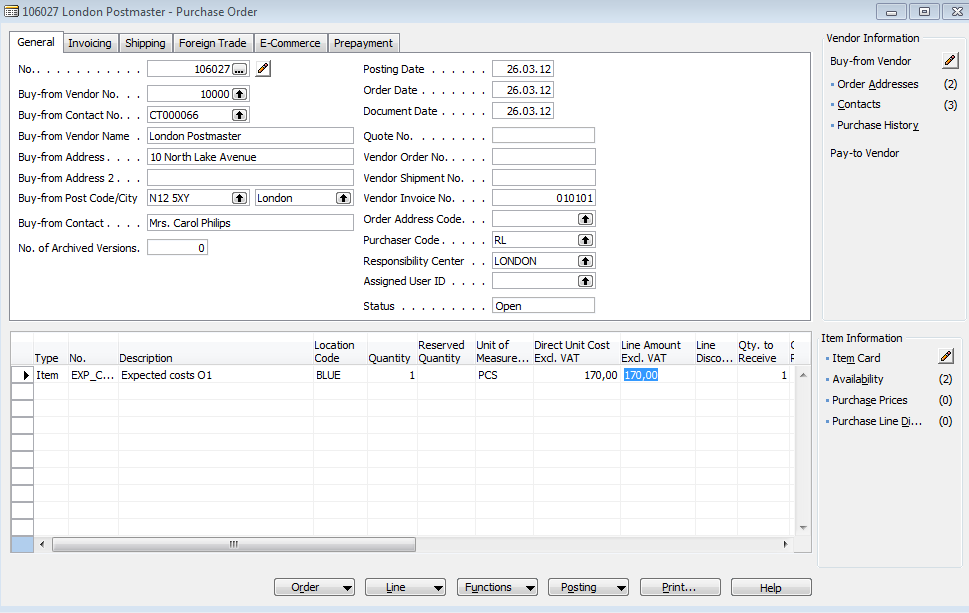 106027 London Postmaster - Purchase Order
General Invoicing Shipping Foreign Trade E-Commerce Prepayment
No. . . . . . . . . . . . 106027 ...
Buy-from Vendor No. . . 10000
Buy-from Contact No. . . CT000066
Buy-from Vendor Name . London Postmaster
Buy-from Address . . . . 10 North Lake Avenue
Buy-from Address 2 . . .
Buy-from Post Code/City N12 5XY London
Buy-from Contact . . . . Mrs. Carol Philips
No. of Archived Versions. 0
Posting Date . . . . . . 26.03.12
Order Date . . . . . . . 26.03.12
Document Date . . . . . 26.03.12
Quote No. . . . . . . . .
Vendor Order No. . . . .
Vendor Shipment No. . .
Vendor Invoice No. . . . 010101
Order Address Code. . .
Purchaser Code . . . . . RL
Responsibility Center . . LONDON
Assigned User ID . . . .
Status . . . . . . . . . Open
Vendor Information
Buy-from Vendor
Order Addresses (2)
Contacts (3)
Purchase History
Pay-to Vendor
Type No. Description Location Code Quantity Reserved Quantity Unit of Measure... Direct Unit Cost Excl. VAT Line Amount Excl. VAT Line Disco... Qty. to Receive
Item EXP_C... Expected costs O1 BLUE 1 PCS 170,00 170,00 1
Item Information
Item Card
Availability (2)
Purchase Prices (0)
Purchase Line Di... (0)
Order Line Functions Posting Print... Help